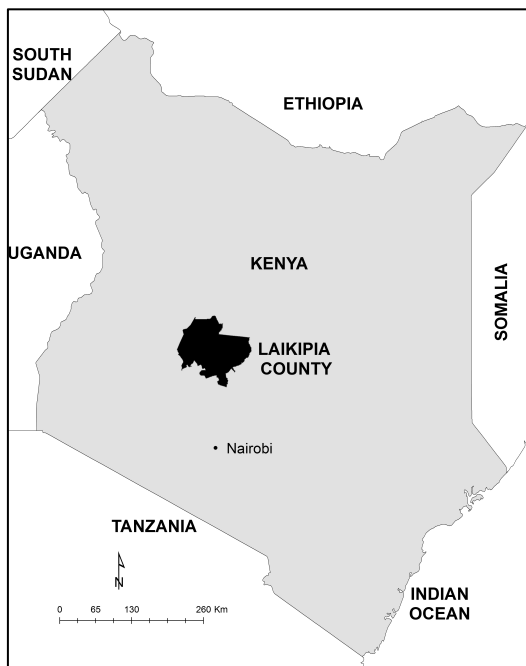 SOUTH
SUDAN
ETHIOPIA
UGANDA
KENYA
SOMALIA
LAIKIPIA
COUNTY
Nairobi
TANZANIA
N
INDIAN
OCEAN
0 65 130 260 Km